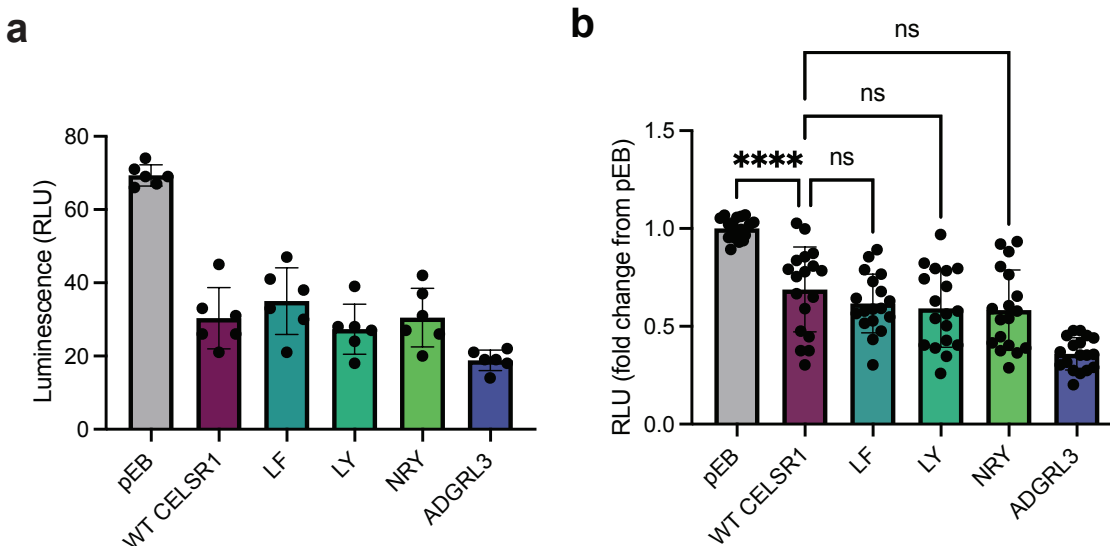 a
Luminescence (RLU)
80
60
40
20
0
pEB
WT CELSR1
LF
LY
NRY
ADGRL3
b
RLU (fold change from pEB)
1.5
1.0
0.5
0.0
ns
ns
**** ns
pEB
WT CELSR1
LF
LY
NRY
ADGRL3